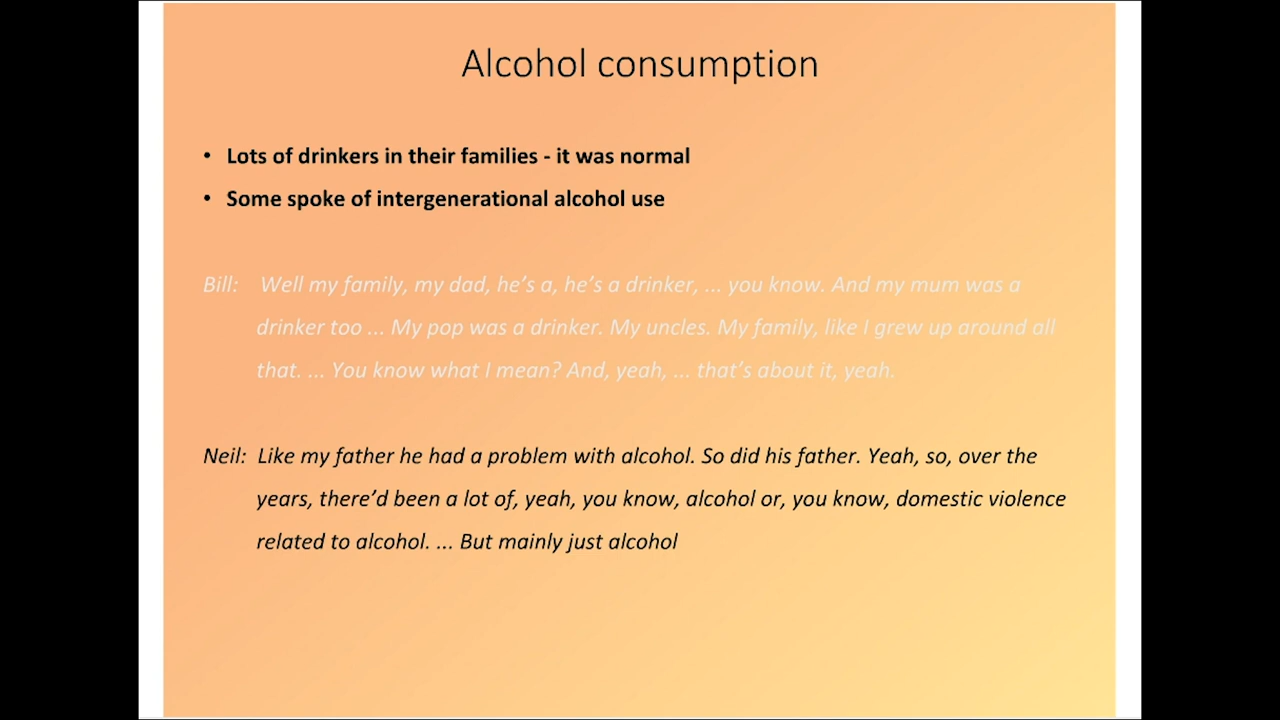 Alcohol consumption
• Lots of drinkers in their families - it was normal
• Some spoke of intergenerational alcohol use
Bill: Well my family, my dad, he’s a, he’s a drinker, ... you know. And my mum was a
drinker too ... My pop was a drinker. My uncles. My family, like I grew up around all
that. ... You know what I mean? And, yeah, ... that’s about it, yeah.
Neil: Like my father he had a problem with alcohol. So did his father. Yeah, so, over the
years, there’d been a lot of, yeah, you know, alcohol or, you know, domestic violence
related to alcohol. ... But mainly just alcohol